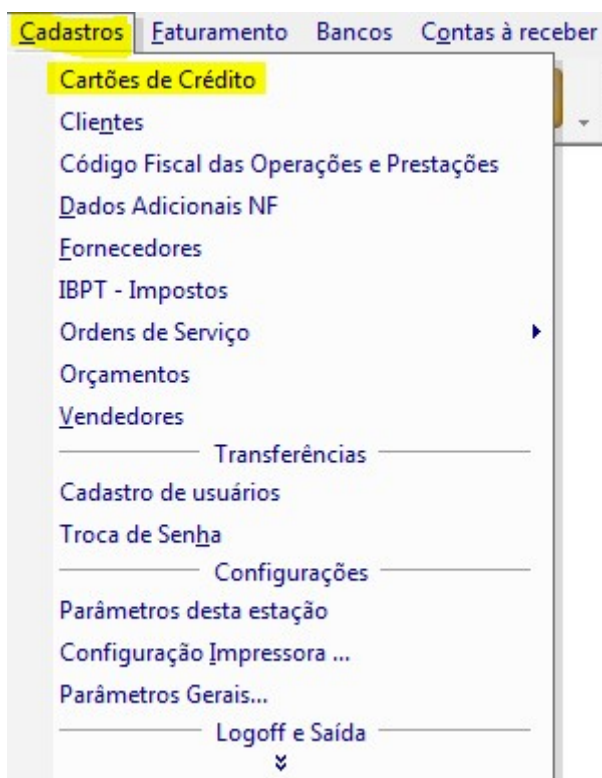 Cadastros Faturamento Bancos Contas à receber
Cartões de Crédito
Clientes
Código Fiscal das Operações e Prestações
Dados Adicionais NF
Fornecedores
IBPT - Impostos
Ordens de Serviço
Orçamentos
Vendedores
Transferências
Cadastro de usuários
Troca de Senha
Configurações
Parâmetros desta estação
Configuração Impressora ...
Parâmetros Gerais...
Logoff e Saída